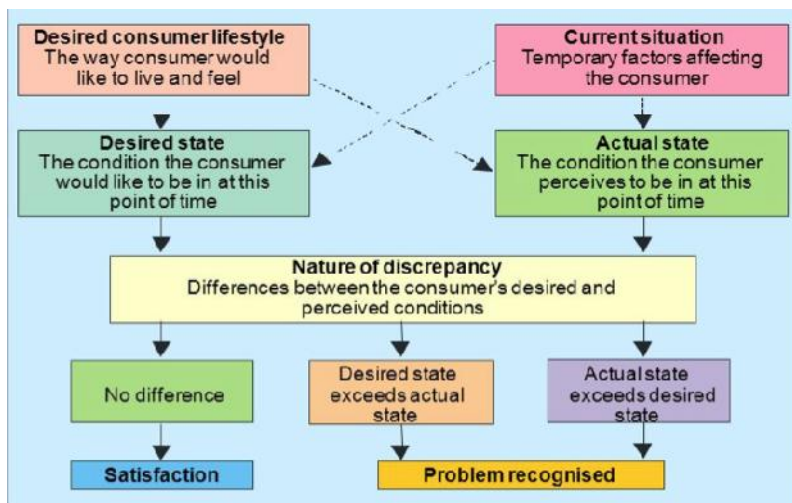 Desired consumer lifestyle
The way consumer would
like to live and feel
Current situation
Temporary factors affecting
the consumer
Desired state
The condition the consumer
would like to be in at this
point of time
Actual state
The condition the consumer
perceives to be in at this
point of time
Nature of discrepancy
Differences between the consumer's desired and
perceived conditions
No difference
Desired state
exceeds actual
state
Actual state
exceeds desired
state
Satisfaction
Problem recognised